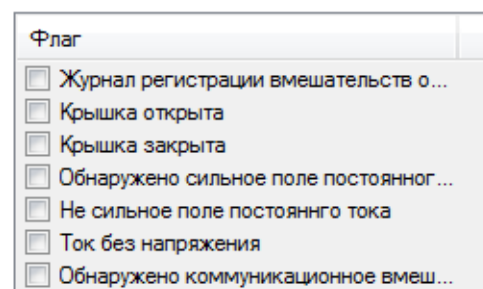 Флаг
Журнал регистрации вмешательств о...
Крышка открыта
Крышка закрыта
Обнаружено сильное поле постоянног...
Не сильное поле постояннго тока
Ток без напряжения
Обнаружено коммуникационное вмеш...